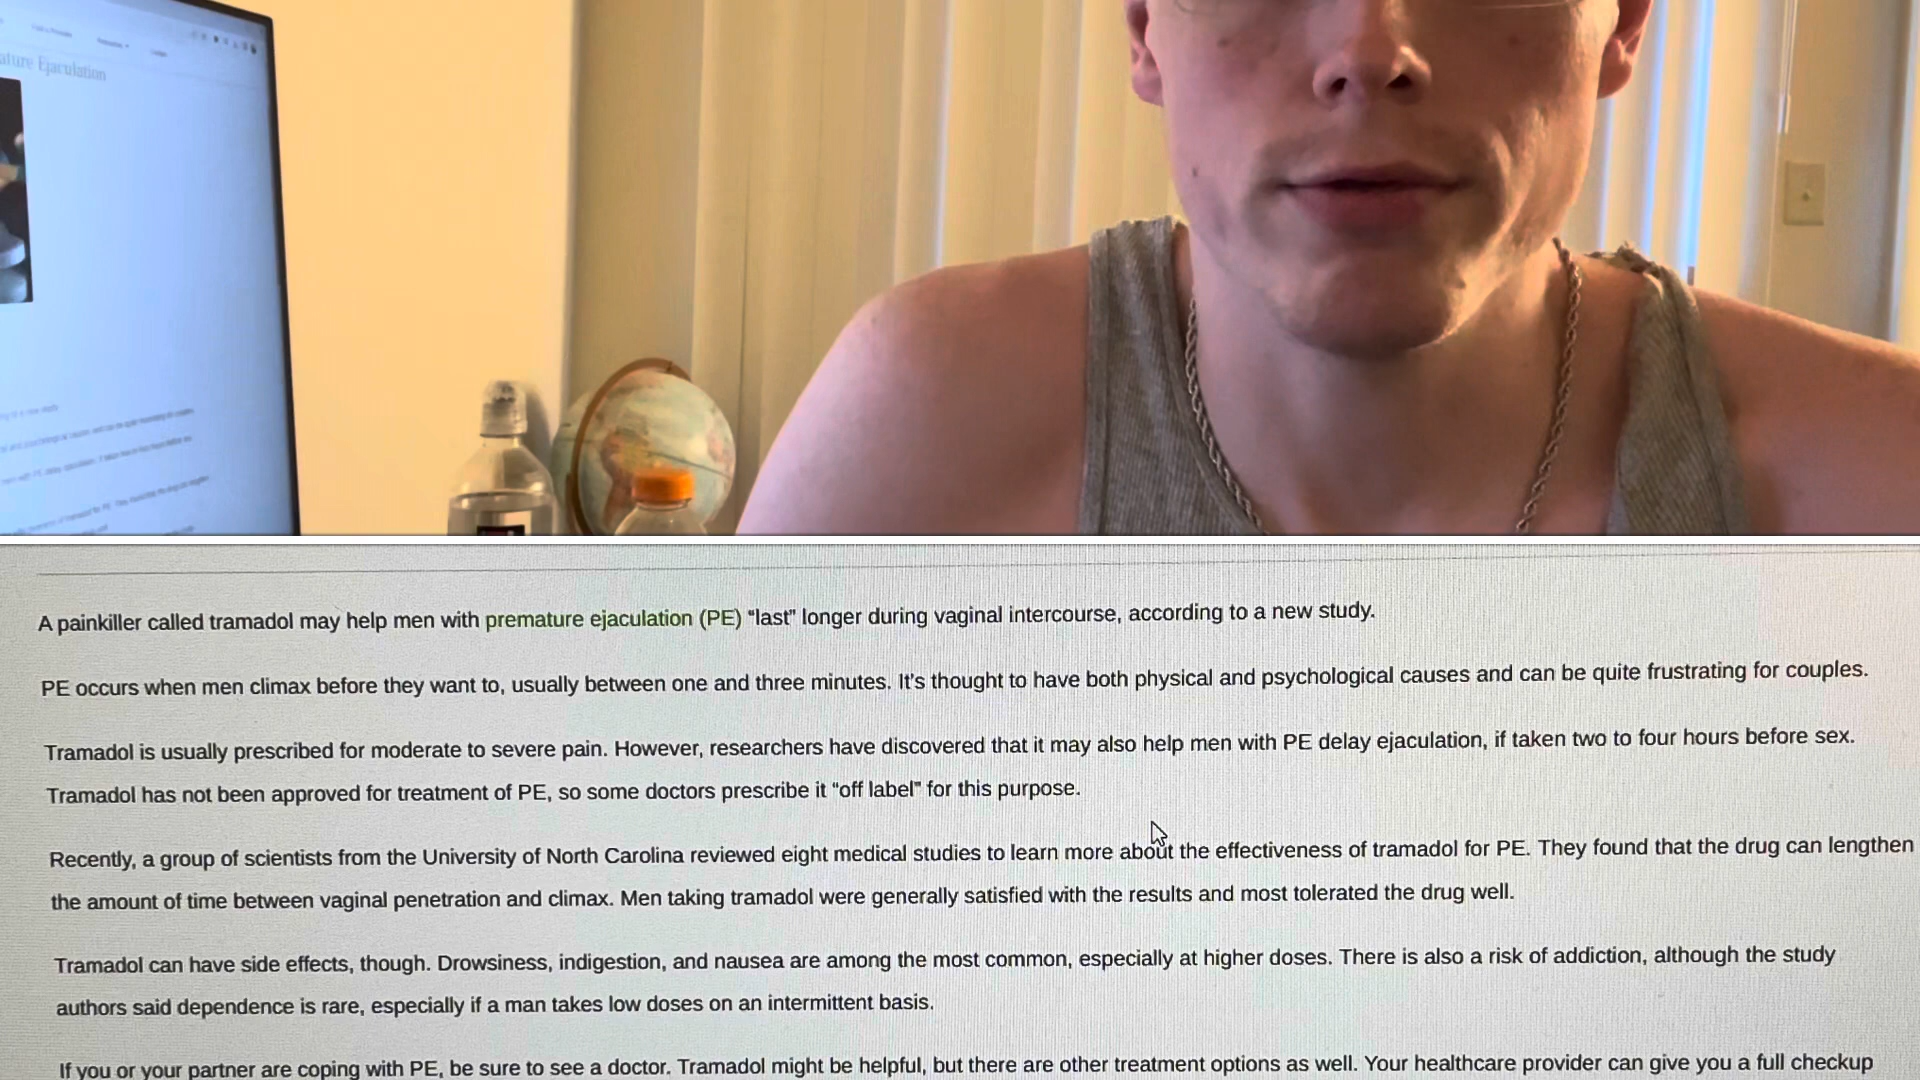 ature Ejaculation
A painkiller called tramadol may help men with premature ejaculation (PE) “last” longer during vaginal intercourse, according to a new study.
PE occurs when men climax before they want to, usually between one and three minutes. It’s thought to have both physical and psychological causes and can be quite frustrating for couples.
Tramadol is usually prescribed for moderate to severe pain. However, researchers have discovered that it may also help men with PE delay ejaculation, if taken two to four hours before sex.
Tramadol has not been approved for treatment of PE, so some doctors prescribe it “off label” for this purpose.
Recently, a group of scientists from the University of North Carolina reviewed eight medical studies to learn more about the effectiveness of tramadol for PE. They found that the drug can lengthen
the amount of time between vaginal penetration and climax. Men taking tramadol were generally satisfied with the results and most tolerated the drug well.
Tramadol can have side effects, though. Drowsiness, indigestion, and nausea are among the most common, especially at higher doses. There is also a risk of addiction, although the study
authors said dependence is rare, especially if a man takes low doses on an intermittent basis.
If you or your partner are coping with PE, be sure to see a doctor. Tramadol might be helpful, but there are other treatment options as well. Your healthcare provider can give you a full checkup